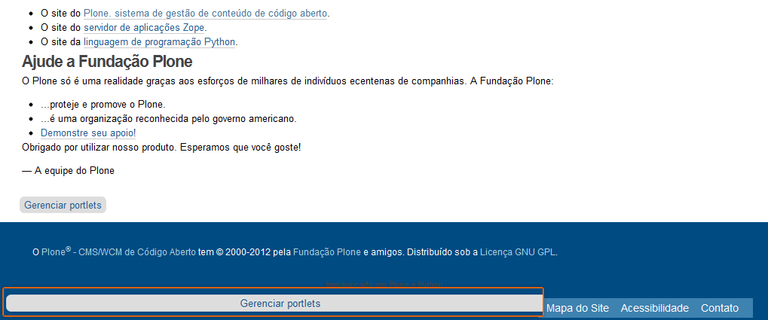 O site do Plone. sistema de gestão de conteúdo de código aberto.
O site do servidor de aplicações Zope.
O site da linguagem de programação Python.
Ajude a Fundação Plone
O Plone só é uma realidade graças aos esforços de milhares de indivíduos ecentenas de companhias. A Fundação Plone:
...proteje e promove o Plone.
...é uma organização reconhecida pelo governo americano.
Demonstre seu apoio!
Obrigado por utilizar nosso produto. Esperamos que você goste!
— A equipe do Plone
Gerenciar portlets
O Plone® - CMS/WCM de Código Aberto tem © 2000-2012 pela Fundação Plone e amigos. Distribuído sob a Licença GNU GPL.
Gerenciar portlets
Mapa do Site Acessibilidade Contato